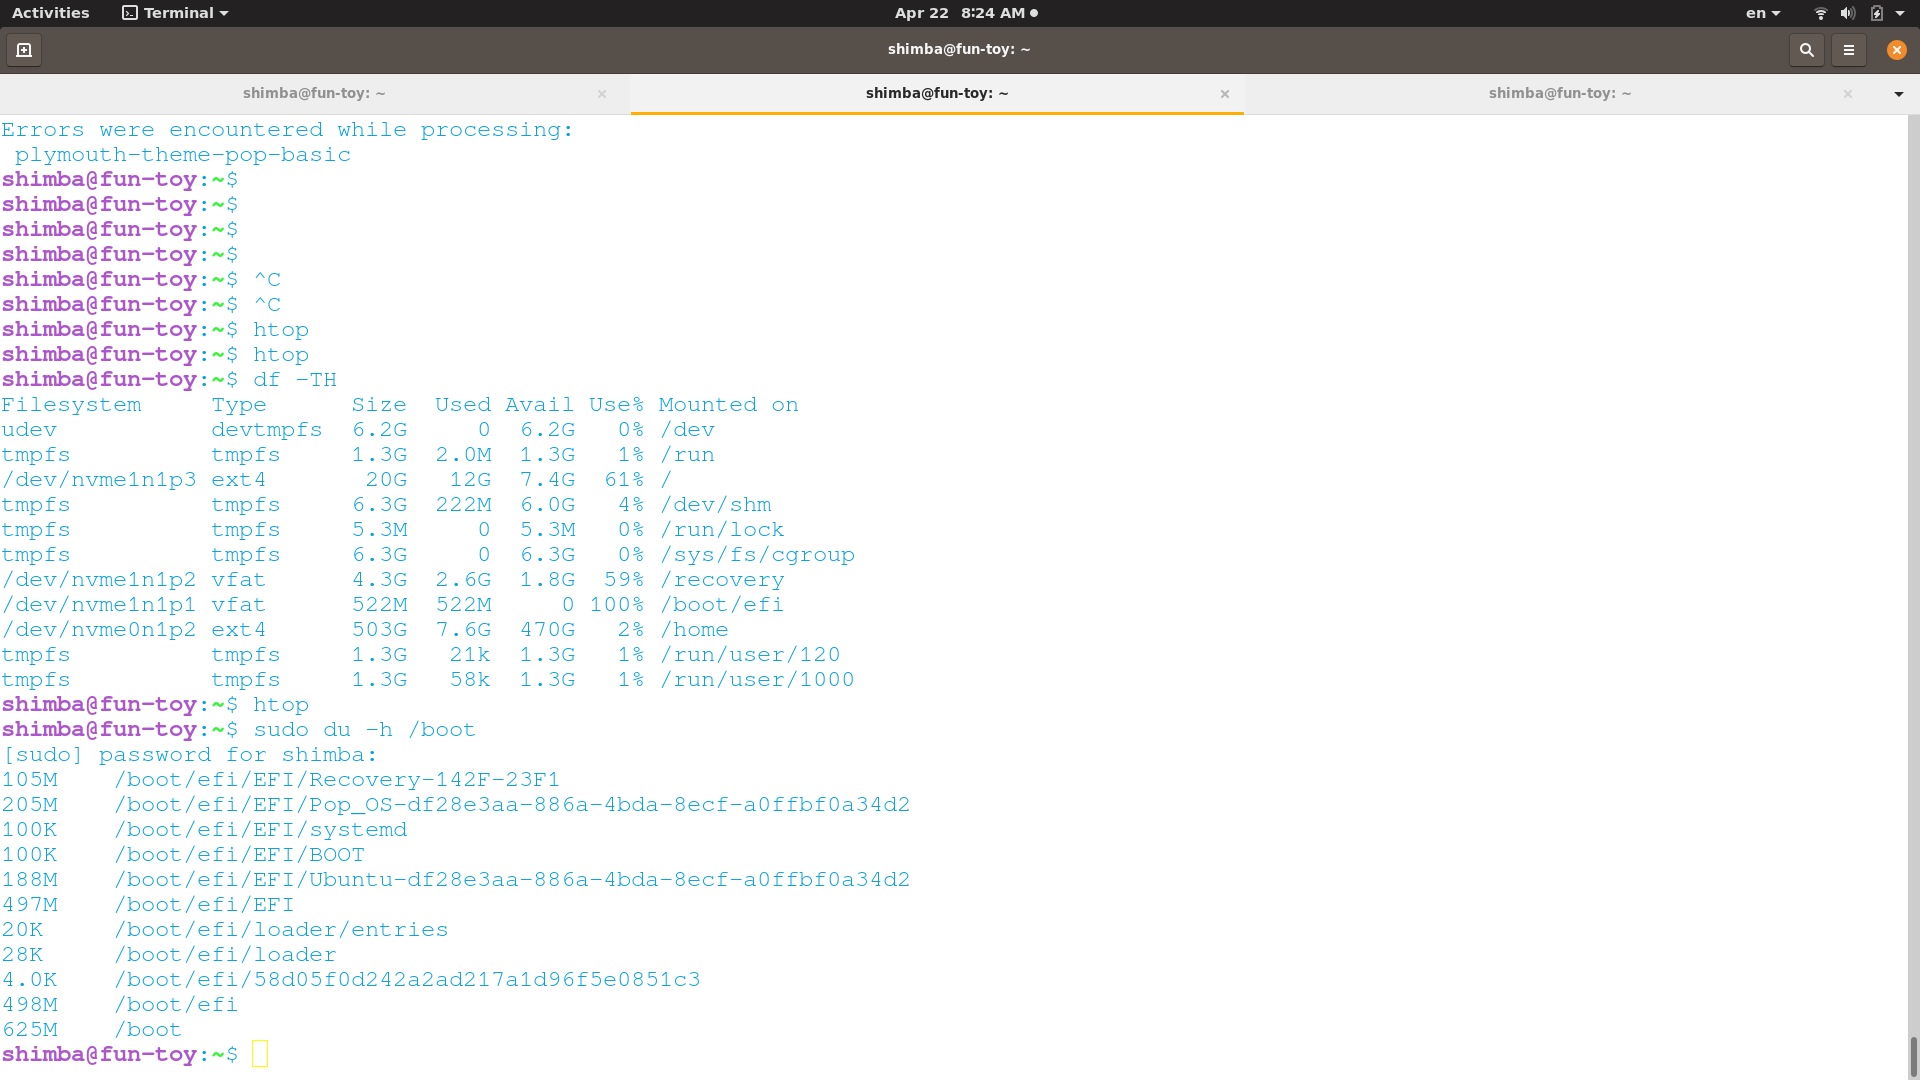 Activities Terminal Apr 22 8:24 AM en
shimba@fun-toy: ~
shimba@fun-toy: ~ shimba@fun-toy: ~ shimba@fun-toy: ~
Errors were encountered while processing:
 plymouth-theme-pop-basic
shimba@fun-toy:~$
shimba@fun-toy:~$
shimba@fun-toy:~$
shimba@fun-toy:~$
shimba@fun-toy:~$ ^C
shimba@fun-toy:~$ ^C
shimba@fun-toy:~$ htop
shimba@fun-toy:~$ htop
shimba@fun-toy:~$ df -TH
Filesystem     Type      Size  Used Avail Use% Mounted on
udev           devtmpfs  6.2G     0  6.2G   0% /dev
tmpfs          tmpfs     1.3G  2.0M  1.3G   1% /run
/dev/nvme1n1p3 ext4       20G   12G  7.4G  61% /
tmpfs          tmpfs     6.3G  222M  6.0G   4% /dev/shm
tmpfs          tmpfs     5.3M     0  5.3M   0% /run/lock
tmpfs          tmpfs     6.3G     0  6.3G   0% /sys/fs/cgroup
/dev/nvme1n1p2 vfat      4.3G  2.6G  1.8G  59% /recovery
/dev/nvme1n1p1 vfat      522M  522M     0 100% /boot/efi
/dev/nvme0n1p2 ext4      503G  7.6G  470G   2% /home
tmpfs          tmpfs     1.3G   21k  1.3G   1% /run/user/120
tmpfs          tmpfs     1.3G   58k  1.3G   1% /run/user/1000
shimba@fun-toy:~$ htop
shimba@fun-toy:~$ sudo du -h /boot
[sudo] password for shimba:
105M    /boot/efi/EFI/Recovery-142F-23F1
205M    /boot/efi/EFI/Pop_OS-df28e3aa-886a-4bda-8ecf-a0ffbf0a34d2
100K    /boot/efi/EFI/systemd
100K    /boot/efi/EFI/BOOT
188M    /boot/efi/EFI/Ubuntu-df28e3aa-886a-4bda-8ecf-a0ffbf0a34d2
497M    /boot/efi/EFI
20K     /boot/efi/loader/entries
28K     /boot/efi/loader
4.0K    /boot/efi/58d05f0d242a2ad217a1d96f5e0851c3
498M    /boot/efi
625M    /boot
shimba@fun-toy:~$